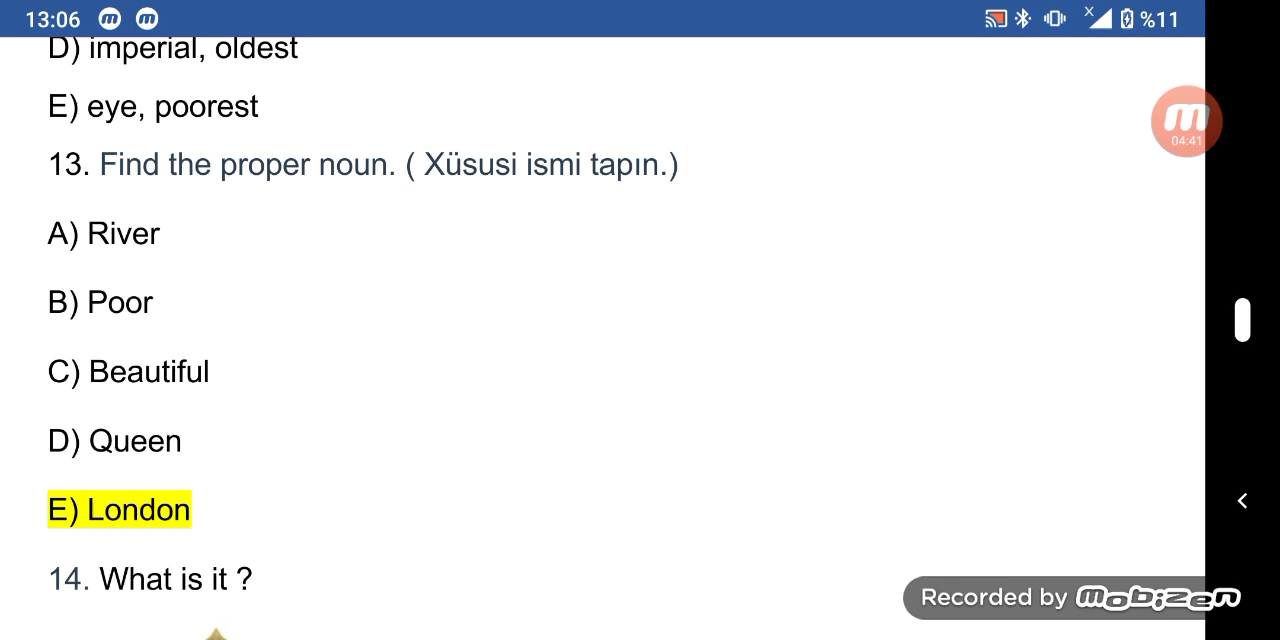 13:06 %11
D) imperial, oldest
E) eye, poorest
04:41
13. Find the proper noun. ( Xüsusi ismi tapın.)
A) River
B) Poor
C) Beautiful
D) Queen
E) London
14. What is it ?
Recorded by Mobizen